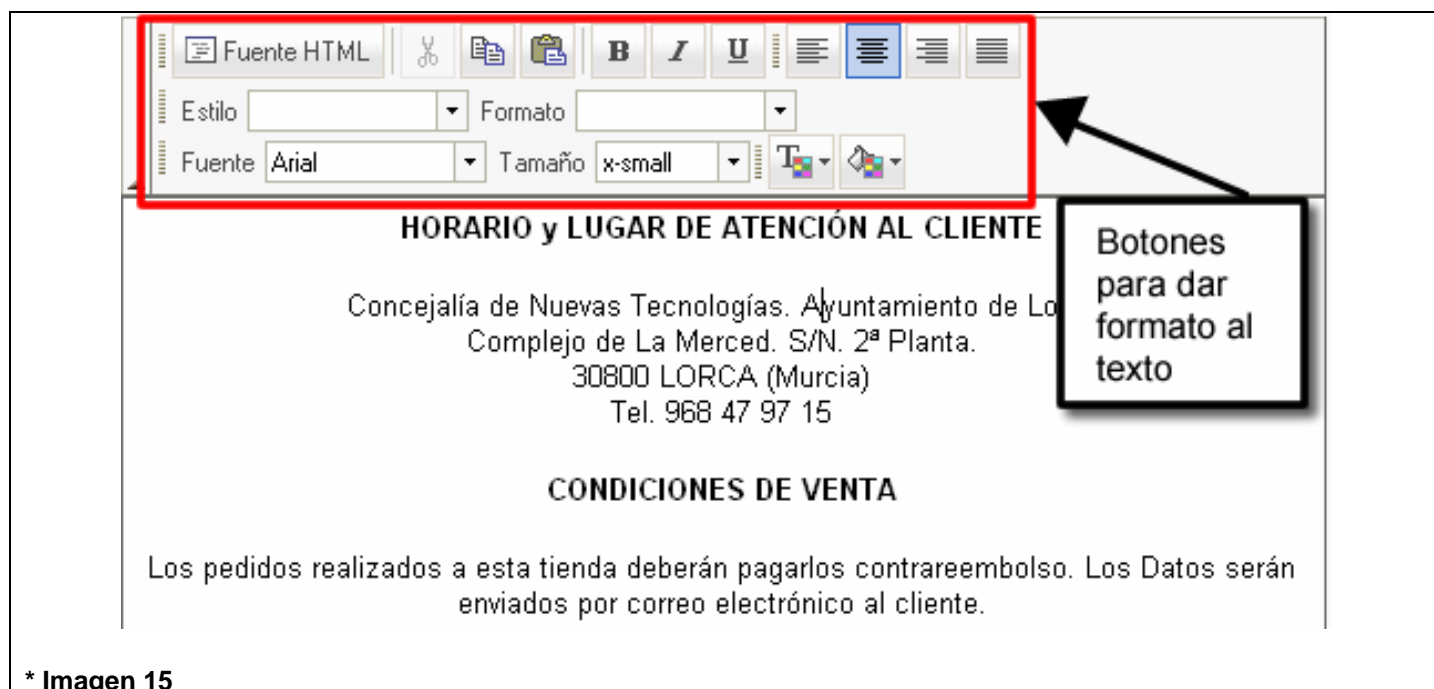 Fuente HTML B I U
Estilo Formato
Fuente Arial Tamaño x-small T
HORARIO y LUGAR DE ATENCIÓN AL CLIENTE
Concejalía de Nuevas Tecnologías. Ayuntamiento de Lo
Complejo de La Merced. S/N. 2ª Planta.
30800 LORCA (Murcia)
Tel. 968 47 97 15
Botones
para dar
formato al
texto
CONDICIONES DE VENTA
Los pedidos realizados a esta tienda deberán pagarlos contrareembolso. Los Datos serán
enviados por correo electrónico al cliente.
* Imagen 15